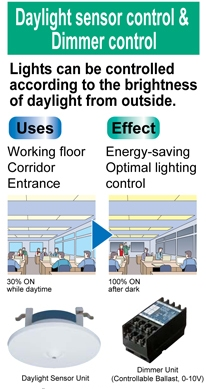 Daylight sensor control &
Dimmer control
Lights can be controlled
according to the brightness
of daylight from outside.
Uses
Working floor
Corridor
Entrance
Effect
Energy-saving
Optimal lighting
control
30% ON
while daytime
100% ON
after dark
Daylight Sensor Unit
Dimmer Unit
(Controllable Ballast, 0-10V)